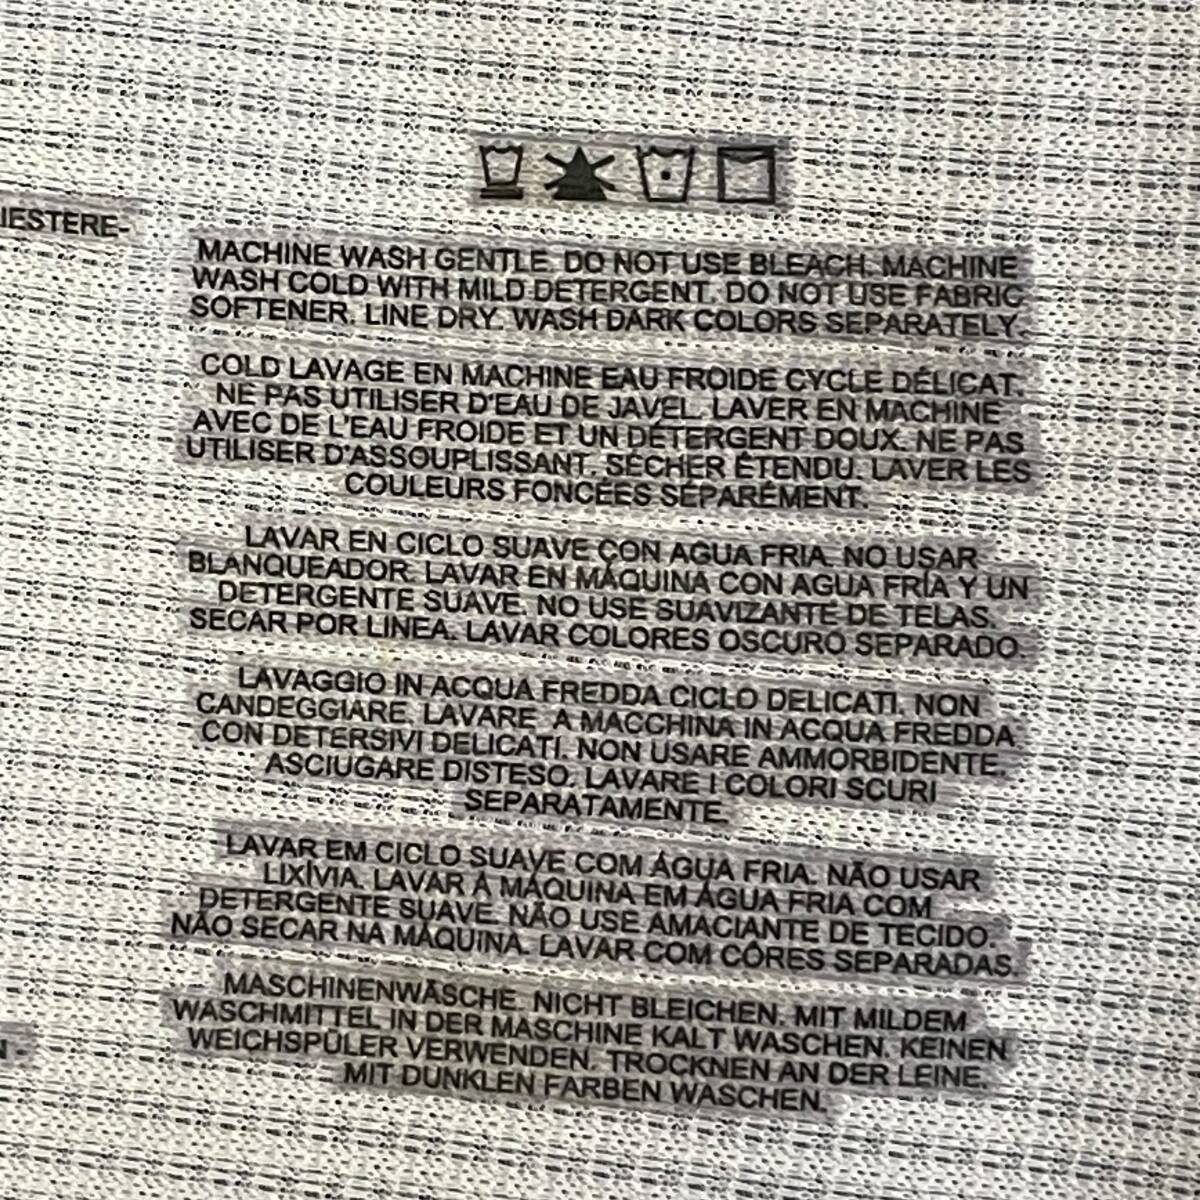 IESTERE-
MACHINE WASH GENTLE. DO NOT USE BLEACH. MACHINE
WASH COLD WITH MILD DETERGENT. DO NOT USE FABRIC
SOFTENER. LINE DRY. WASH DARK COLORS SEPARATELY.
COLD LAVAGE EN MACHINE EAU FROIDE CYCLE DÉLICAT.
NE PAS UTILISER D'EAU DE JAVEL. LAVER EN MACHINE
AVEC DE L'EAU FROIDE ET UN DÉTERGENT DOUX. NE PAS
UTILISER D'ASSOUPLISSANT. SÉCHER ÉTENDU. LAVER LES
COULEURS FONCÉES SÉPARÉMENT.
LAVAR EN CICLO SUAVE CON AGUA FRIA. NO USAR
BLANQUEADOR. LAVAR EN MÁQUINA CON AGUA FRÍA Y UN
DETERGENTE SUAVE. NO USE SUAVIZANTE DE TELAS.
SECAR POR LINEA. LAVAR COLORES OSCURO SEPARADO.
LAVAGGIO IN ACQUA FREDDA CICLO DELICATI. NON
CANDEGGIARE. LAVARE A MACCHINA IN ACQUA FREDDA
CON DETERSIVI DELICATI. NON USARE AMMORBIDENTE.
ASCIUGARE DISTESO. LAVARE I COLORI SCURI
SEPARATAMENTE.
LAVAR EM CICLO SUAVE COM ÁGUA FRIA. NÃO USAR
LIXÍVIA. LAVAR À MÁQUINA EM ÁGUA FRIA COM
DETERGENTE SUAVE. NÃO USE AMACIANTE DE TECIDO.
NÃO SECAR NA MÁQUINA. LAVAR COM CÔRES SEPARADAS.
MASCHINENWÄSCHE. NICHT BLEICHEN. MIT MILDEM
WASCHMITTEL IN DER MASCHINE KALT WASCHEN. KEINEN
WEICHSPÜLER VERWENDEN. TROCKNEN AN DER LEINE.
MIT DUNKLEN FARBEN WASCHEN.